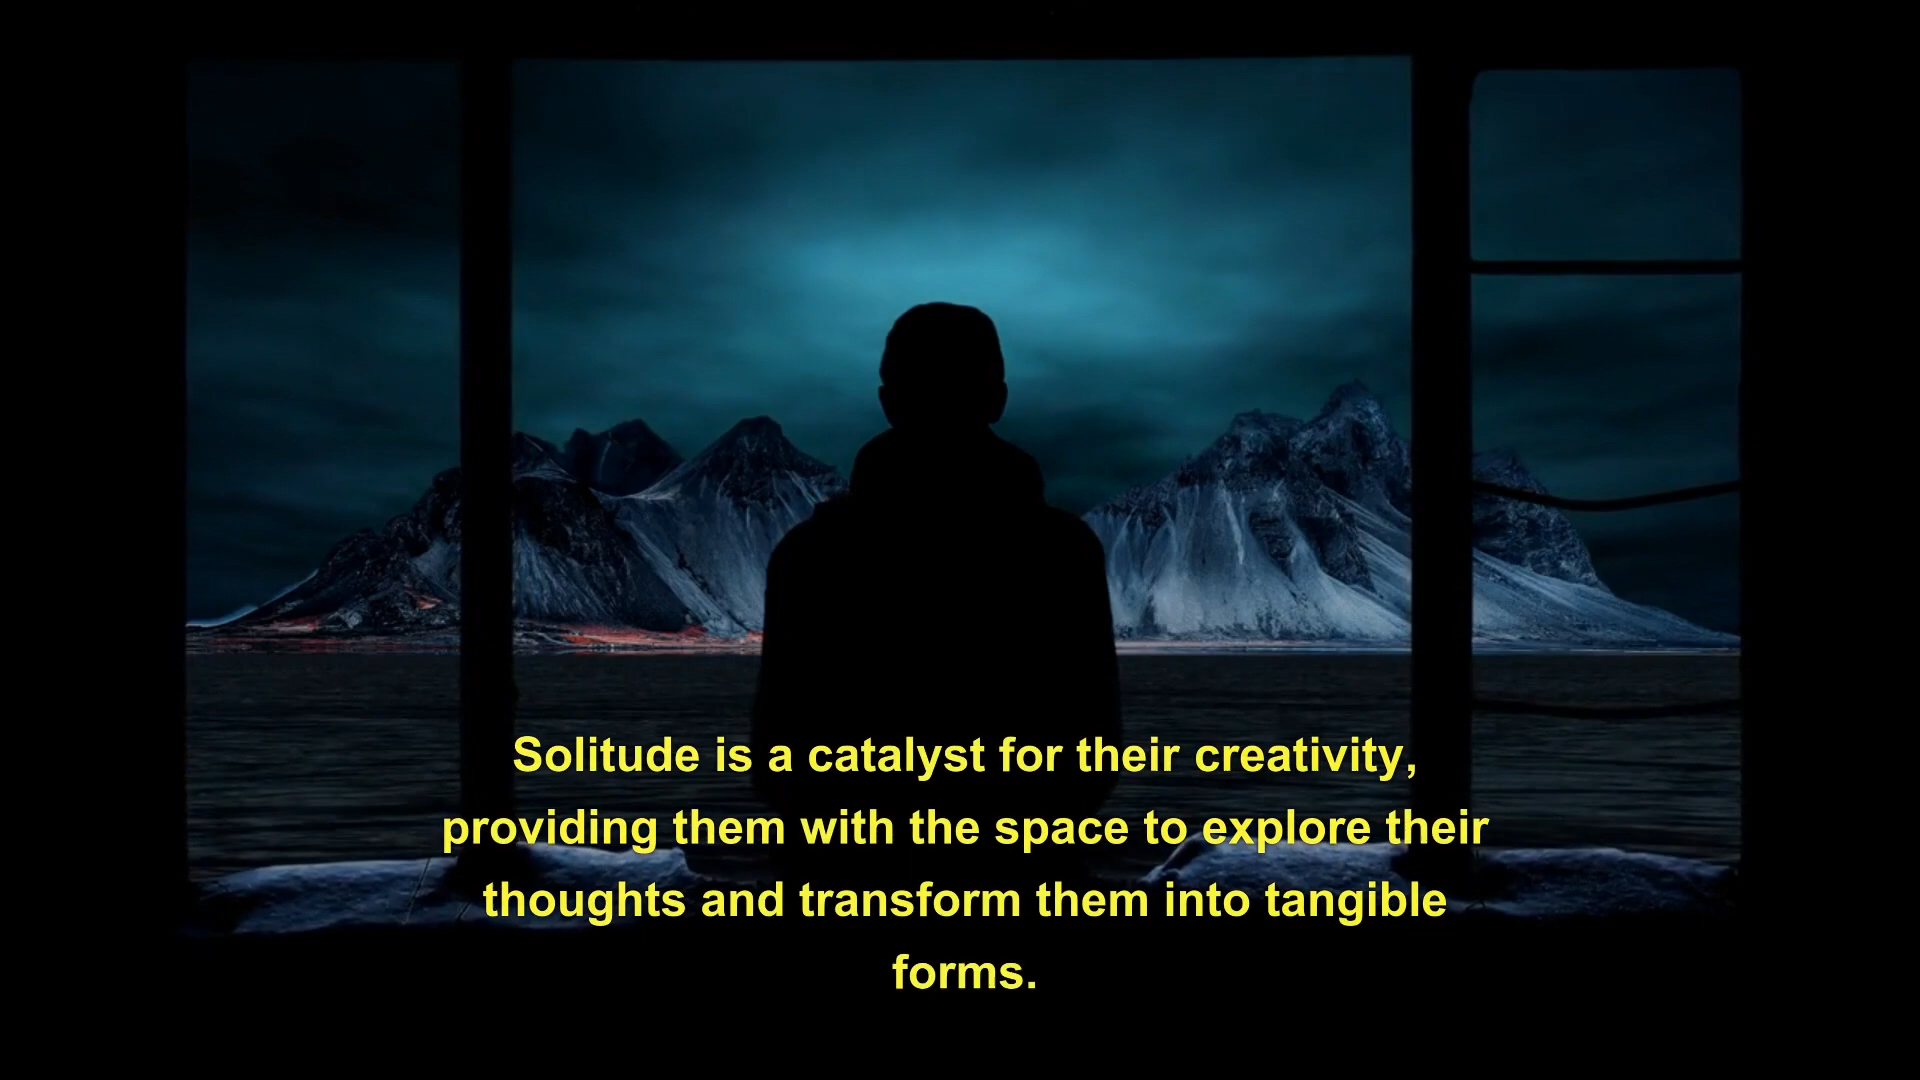 Solitude is a catalyst for their creativity,
providing them with the space to explore their
thoughts and transform them into tangible
forms.